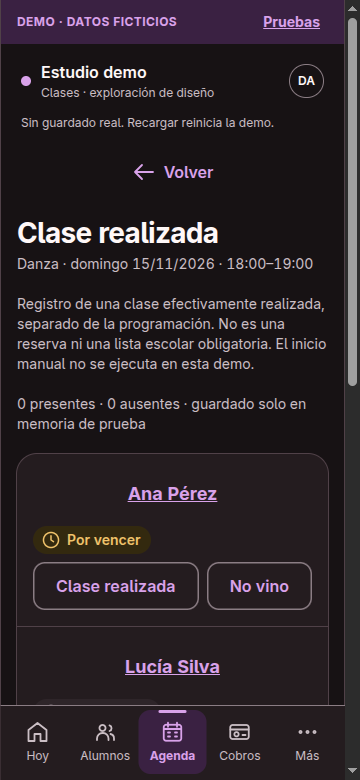 DEMO · DATOS FICTICIOS
Pruebas
Estudio demo
Clases · exploración de diseño
DA
Sin guardado real. Recargar reinicia la demo.
Volver
Clase realizada
Danza · domingo 15/11/2026 · 18:00–19:00
Registro de una clase efectivamente realizada,
separado de la programación. No es una
reserva ni una lista escolar obligatoria. El inicio
manual no se ejecuta en esta demo.
0 presentes · 0 ausentes · guardado solo en
memoria de prueba
Ana Pérez
Por vencer
Clase realizada
No vino
Lucía Silva
Hoy
Alumnos
Agenda
Cobros
Más